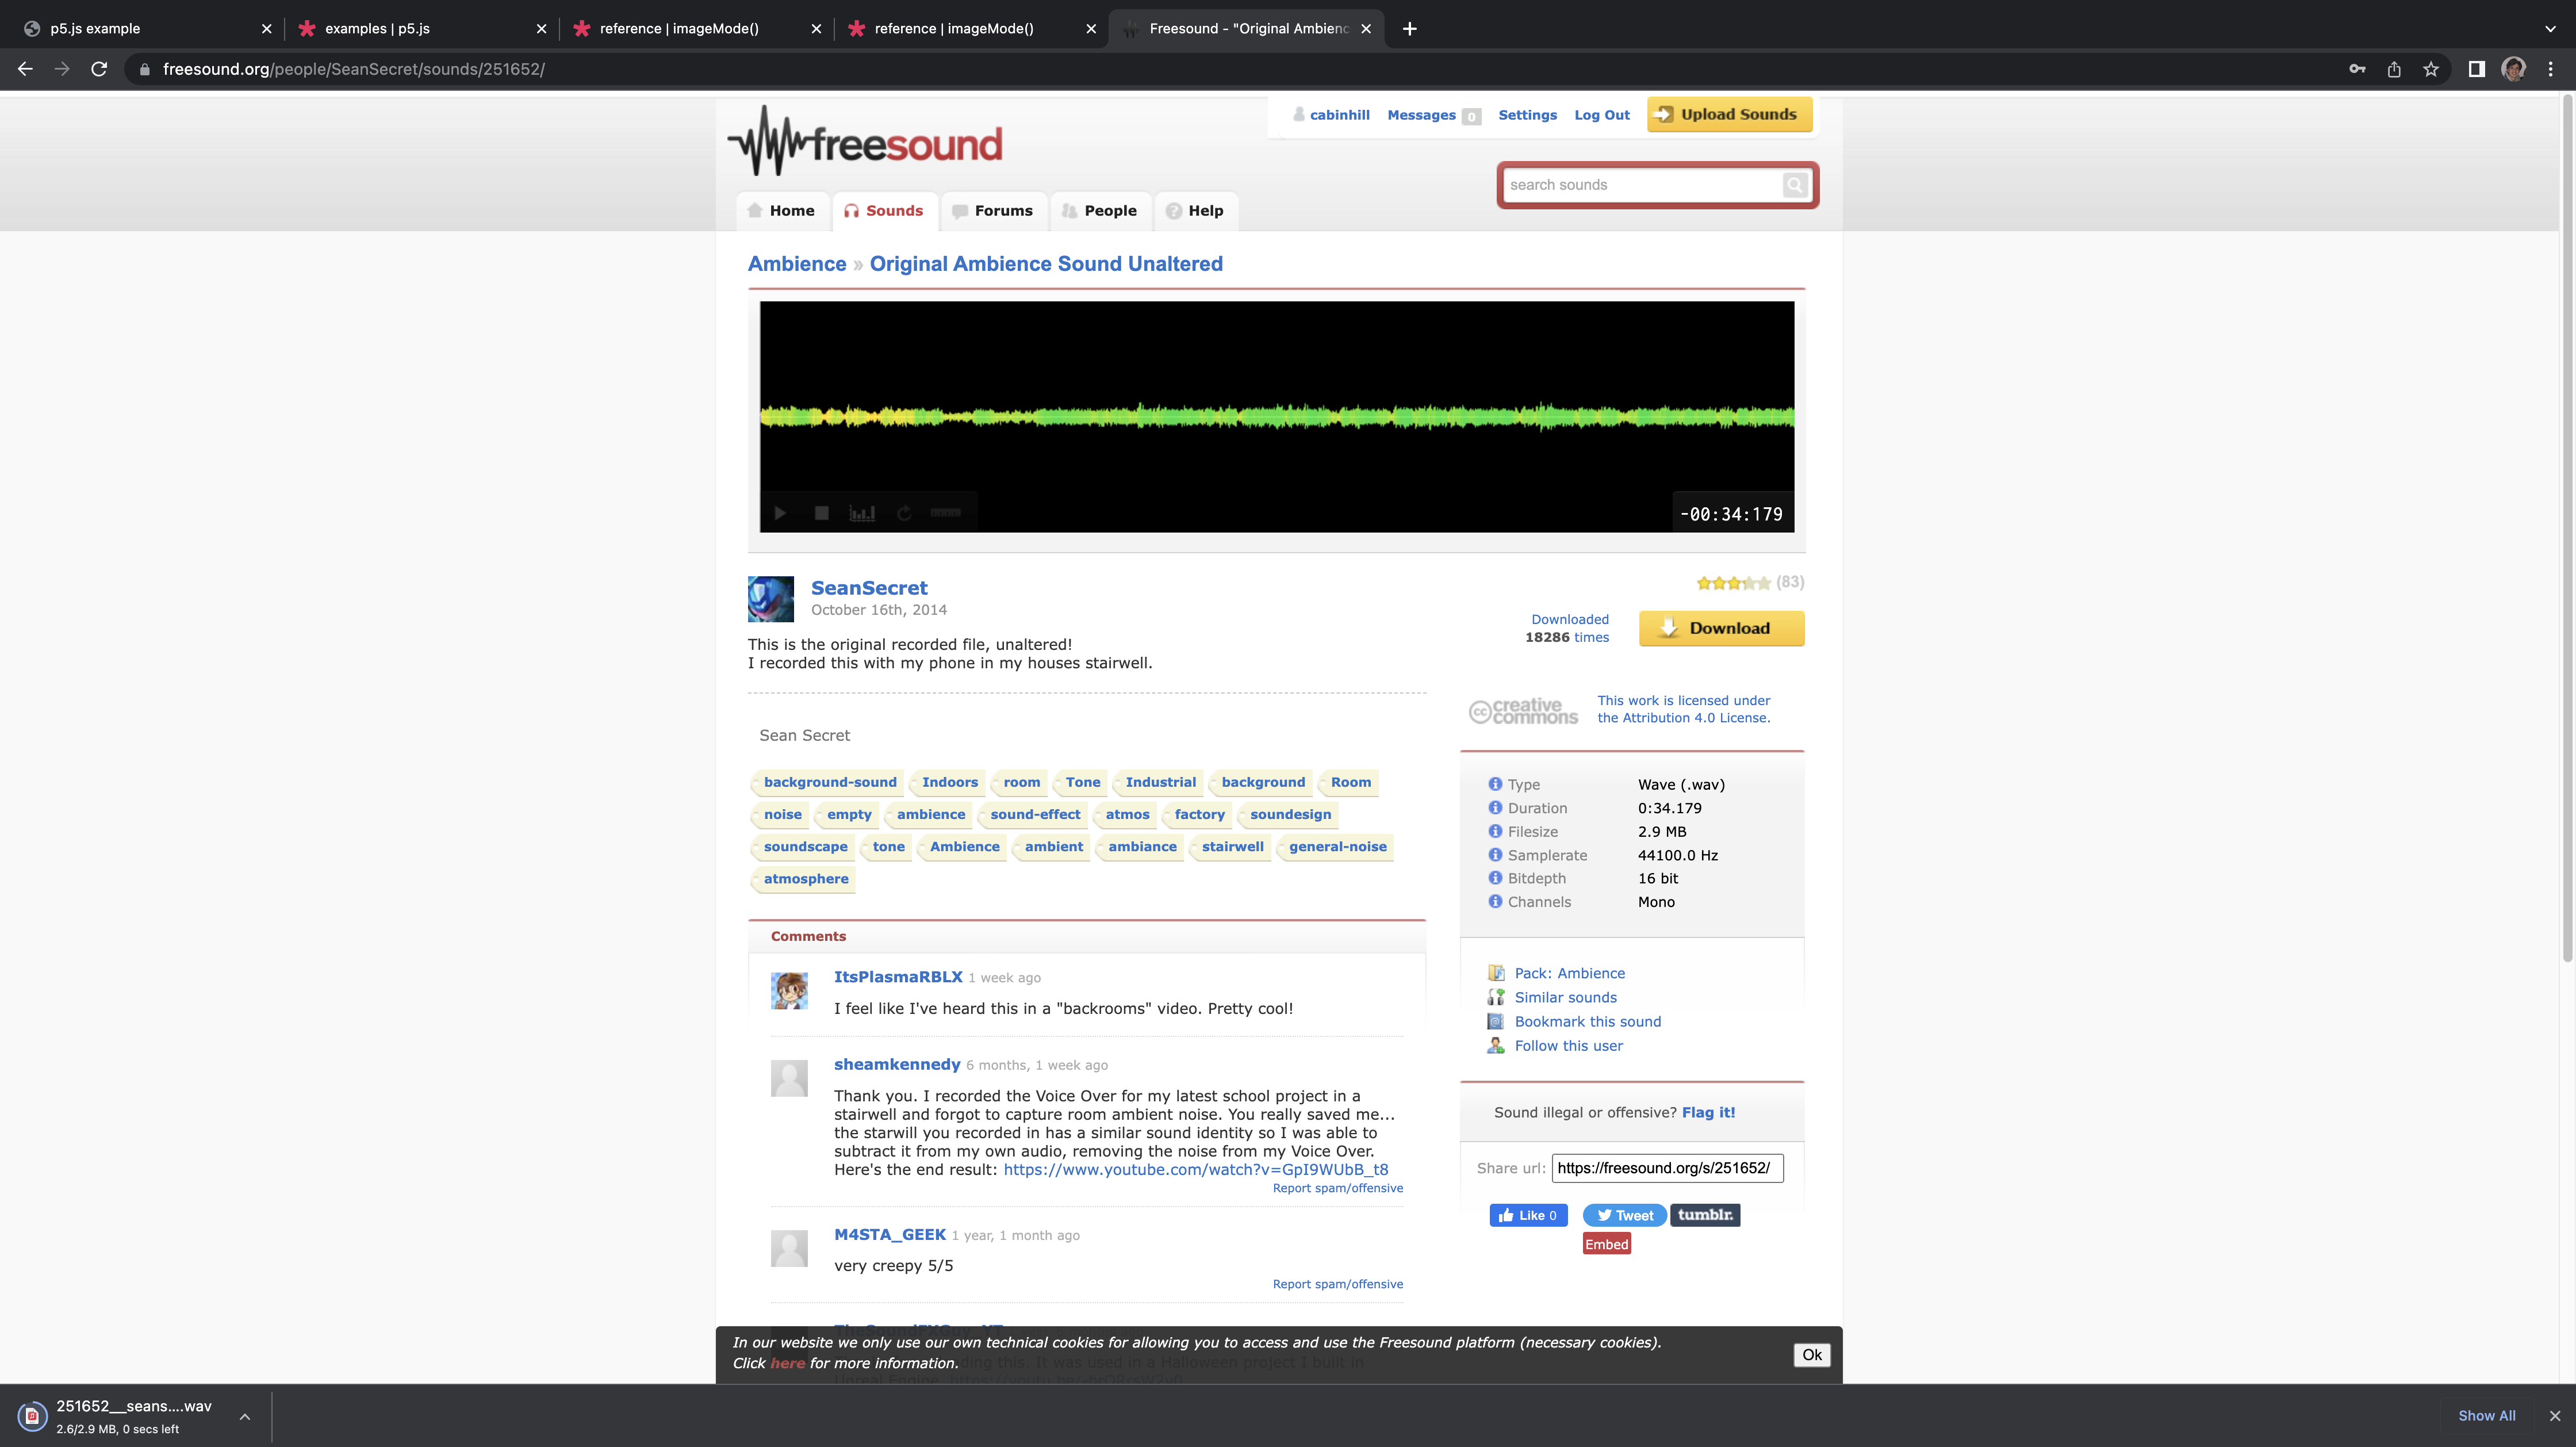 p5.js example
examples | p5.js
reference | imageMode()
reference | imageMode()
Freesound - "Original Ambienc
freesound.org/people/SeanSecret/sounds/251652/
freesound
cabinhill Messages 0 Settings Log Out Upload Sounds
search sounds
Home Sounds Forums People Help
Ambience » Original Ambience Sound Unaltered
-00:34:179
SeanSecret
October 16th, 2014
This is the original recorded file, unaltered!
I recorded this with my phone in my houses stairwell.
(83)
Downloaded
18286 times
Download
creative
commons
This work is licensed under
the Attribution 4.0 License.
Sean Secret
background-sound Indoors room Tone Industrial background Room
noise empty ambience sound-effect atmos factory soundesign
soundscape tone Ambience ambient ambiance stairwell general-noise
atmosphere
Type Wave (.wav)
Duration 0:34.179
Filesize 2.9 MB
Samplerate 44100.0 Hz
Bitdepth 16 bit
Channels Mono
Pack: Ambience
Similar sounds
Bookmark this sound
Follow this user
Sound illegal or offensive? Flag it!
Share url: https://freesound.org/s/251652/
Like 0 Tweet tumblr.
Embed
Comments
ItsPlasmaRBLX 1 week ago
I feel like I've heard this in a "backrooms" video. Pretty cool!
sheamkennedy 6 months, 1 week ago
Thank you. I recorded the Voice Over for my latest school project in a
stairwell and forgot to capture room ambient noise. You really saved me...
the starwill you recorded in has a similar sound identity so I was able to
subtract it from my own audio, removing the noise from my Voice Over.
Here's the end result: https://www.youtube.com/watch?v=GpI9WUbB_t8
Report spam/offensive
M4STA_GEEK 1 year, 1 month ago
very creepy 5/5
Report spam/offensive
In our website we only use our own technical cookies for allowing you to access and use the Freesound platform (necessary cookies).
Click here for more information.
Ok
251652__seans....wav
2.6/2.9 MB, 0 secs left
Show All